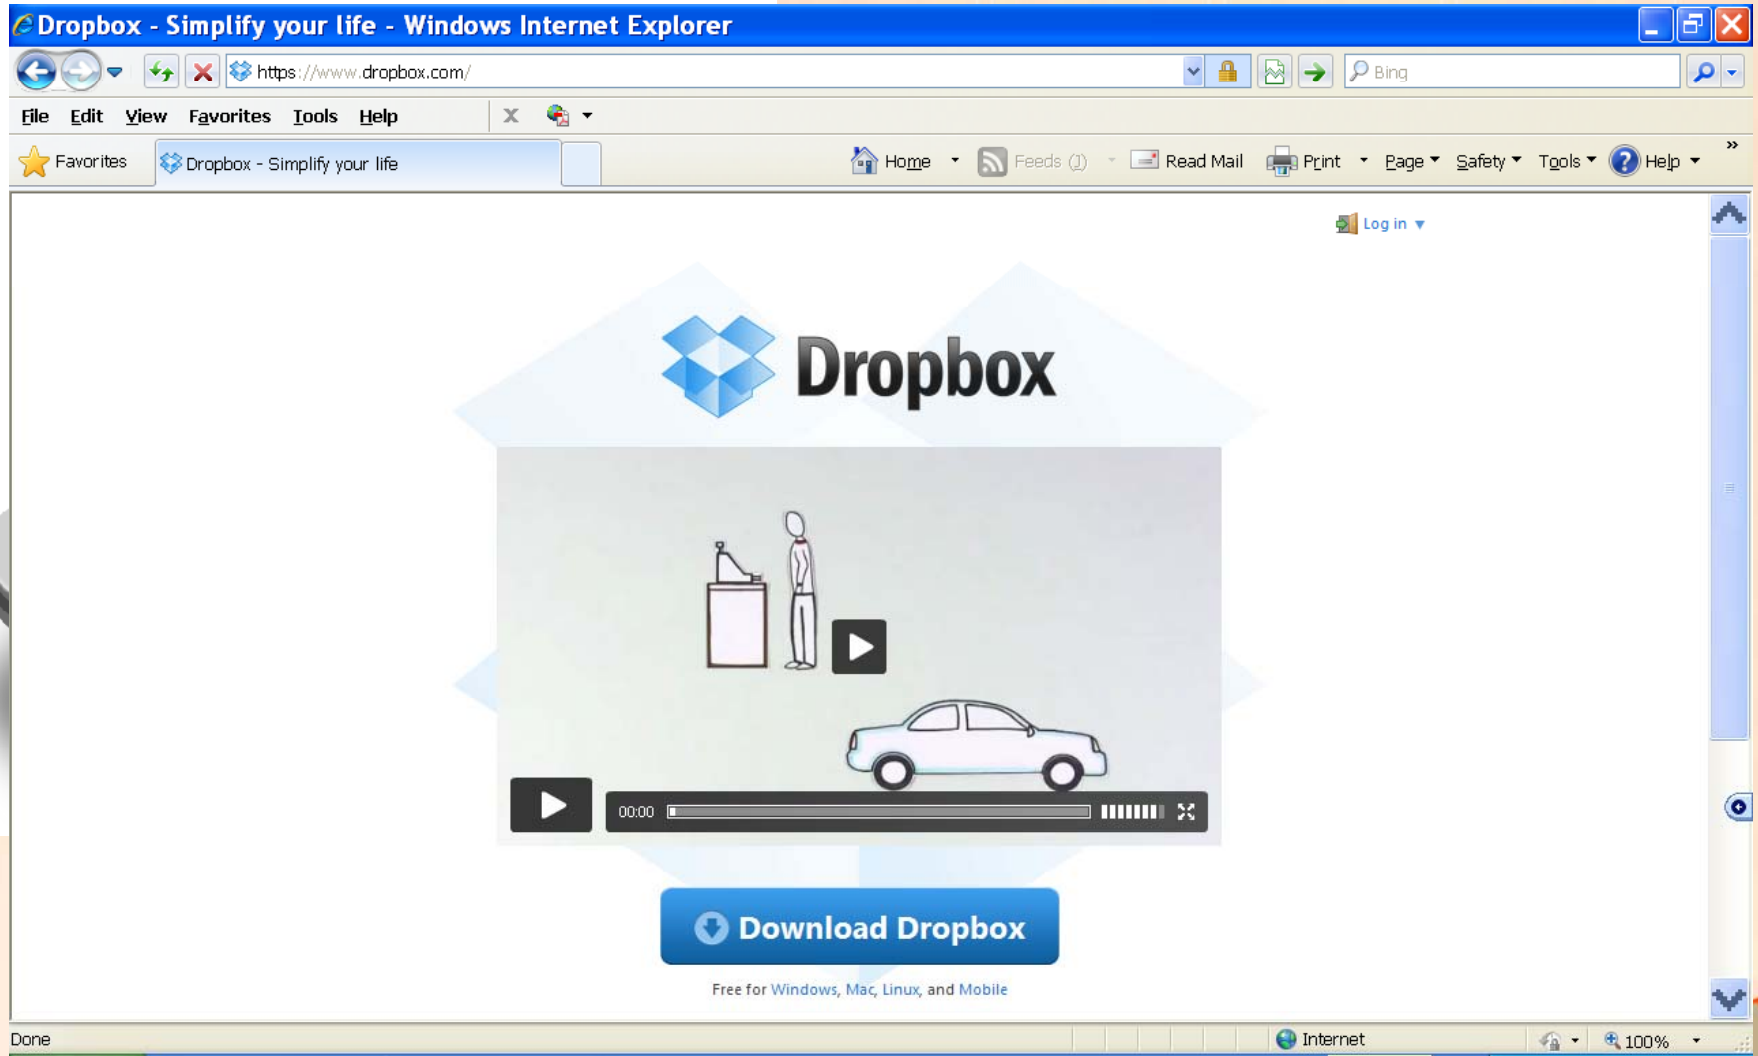 Dropbox - Simplify your life - Windows Internet Explorer
https://www.dropbox.com/
Bing
File Edit View Favorites Tools Help
Favorites
Dropbox - Simplify your life
Home
Feeds (J)
Read Mail
Print
Page
Safety
Tools
Help
»
Log in
Dropbox
00:00
Download Dropbox
Free for Windows, Mac, Linux, and Mobile
Done
Internet
100%